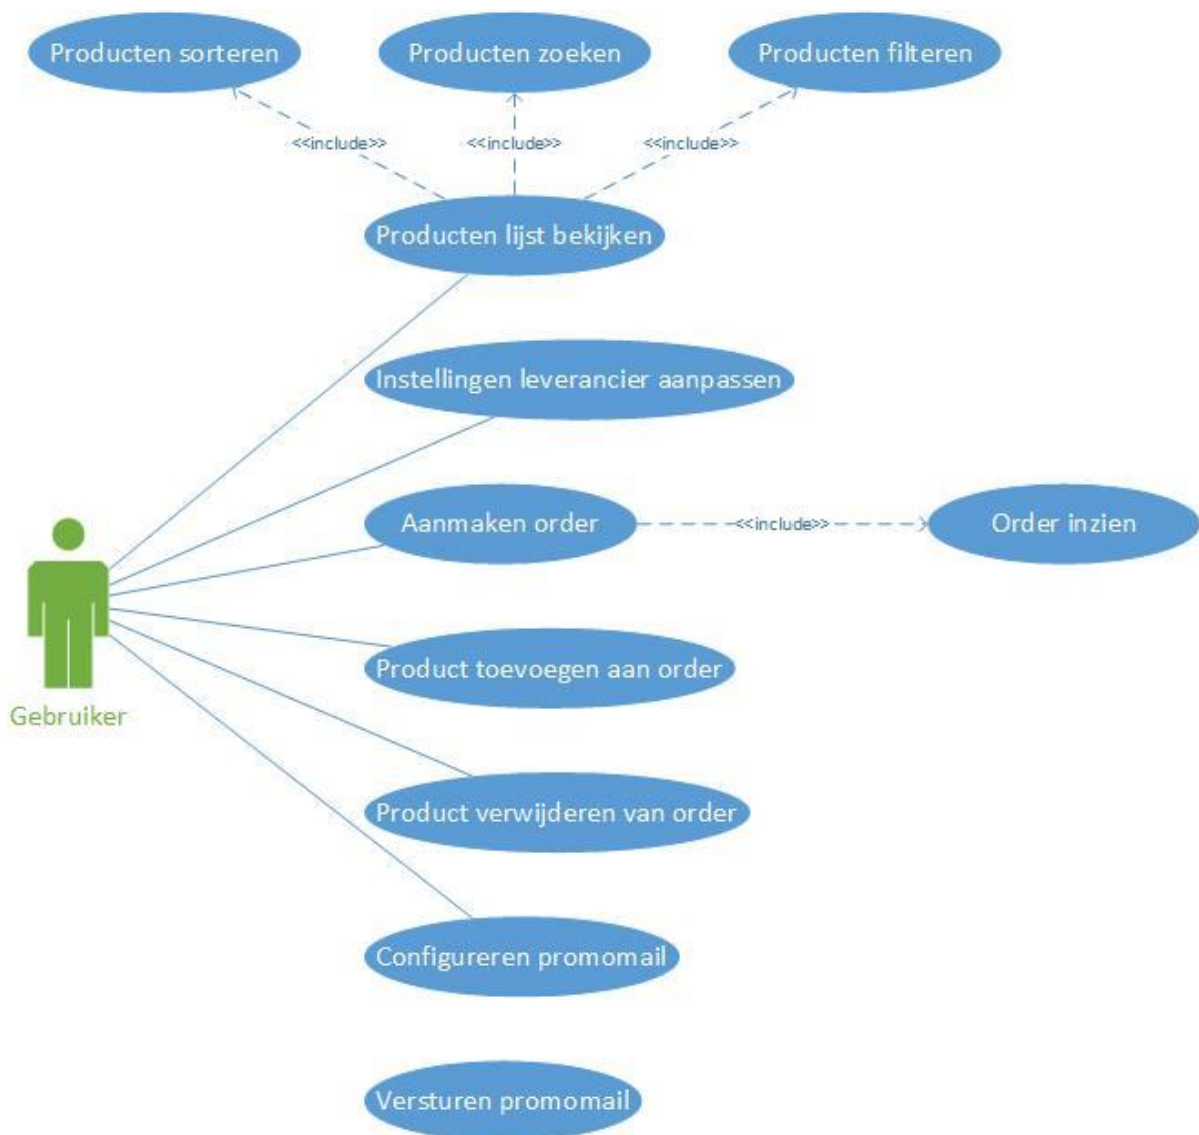 Producten sorteren
Producten zoeken
Producten filteren
<<include>>
<<include>>
<<include>>
Producten lijst bekijken
Instellingen leverancier aanpassen
Aanmaken order
<<include>>
Order inzien
Product toevoegen aan order
Gebruiker
Product verwijderen van order
Configureren promomail
Versturen promomail